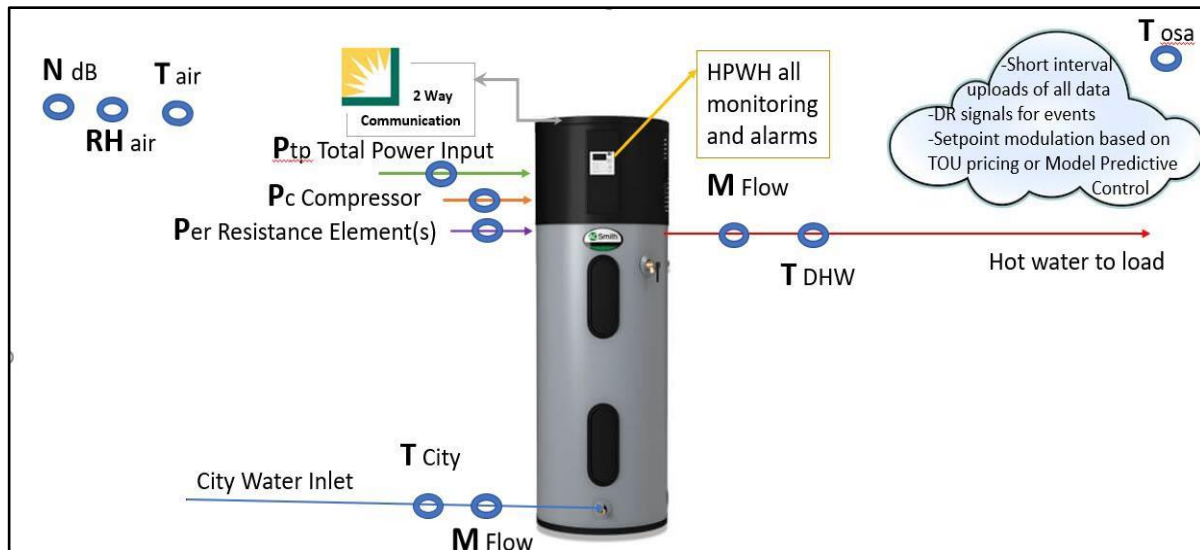 N dB
T air
RH air
2 Way
Communication
HPWH all
monitoring
and alarms
T osa
-Short interval
uploads of all data
-DR signals for events
-Setpoint modulation based on
TOU pricing or Model Predictive
Control
Ptp Total Power Input
Pc Compressor
Per Resistance Element(s)
M Flow
Smith
T DHW
Hot water to load
T City
City Water Inlet
M Flow